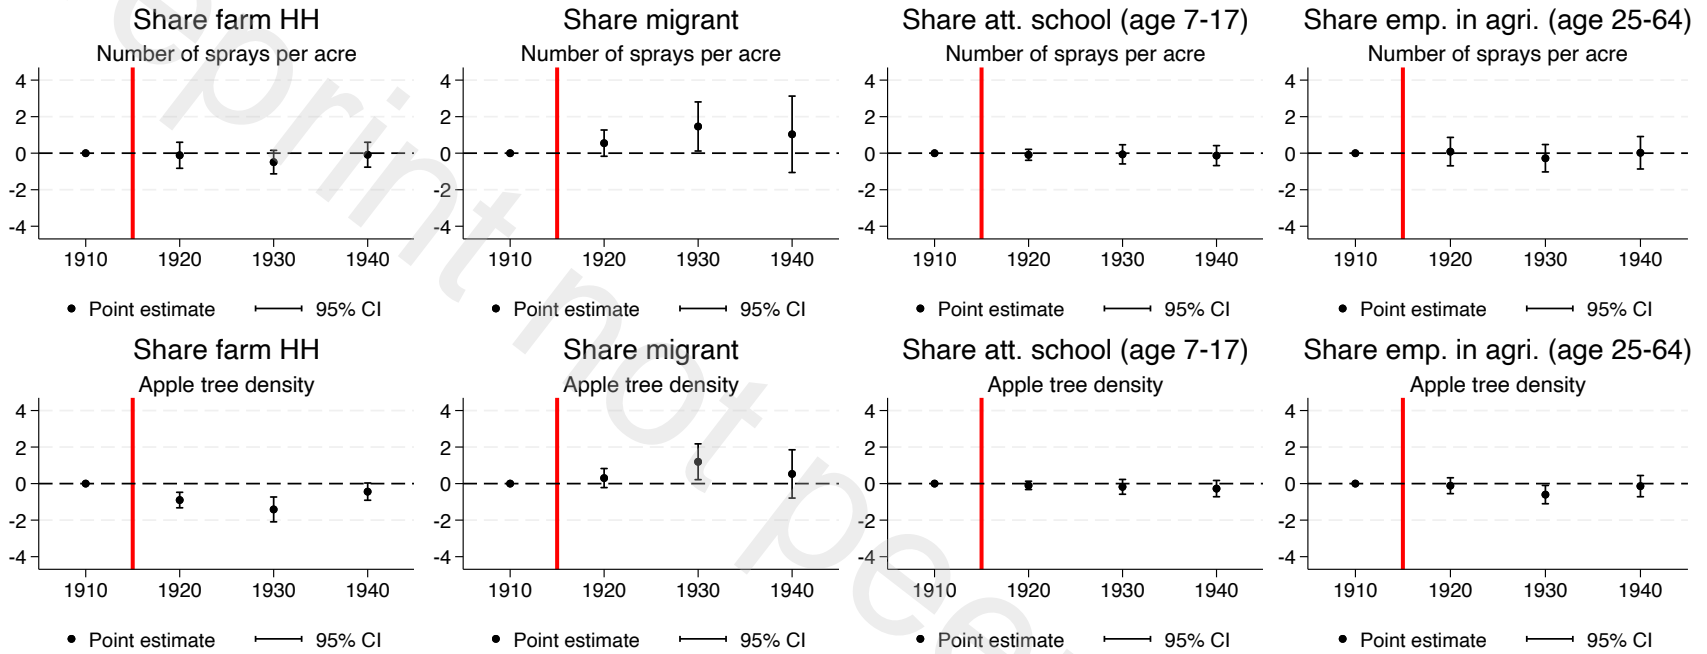 Share farm HH
Number of sprays per acre
4
2
0
-2
-4
1910 1920 1930 1940
Point estimate 95% CI
Share migrant
Number of sprays per acre
4
2
0
-2
-4
1910 1920 1930 1940
Point estimate 95% CI
Share att. school (age 7-17)
Number of sprays per acre
4
2
0
-2
-4
1910 1920 1930 1940
Point estimate 95% CI
Share emp. in agri. (age 25-64)
Number of sprays per acre
4
2
0
-2
-4
1910 1920 1930 1940
Point estimate 95% CI
Share farm HH
Apple tree density
4
2
0
-2
-4
1910 1920 1930 1940
Point estimate 95% CI
Share migrant
Apple tree density
4
2
0
-2
-4
1910 1920 1930 1940
Point estimate 95% CI
Share att. school (age 7-17)
Apple tree density
4
2
0
-2
-4
1910 1920 1930 1940
Point estimate 95% CI
Share emp. in agri. (age 25-64)
Apple tree density
4
2
0
-2
-4
1910 1920 1930 1940
Point estimate 95% CI
eprint not pee